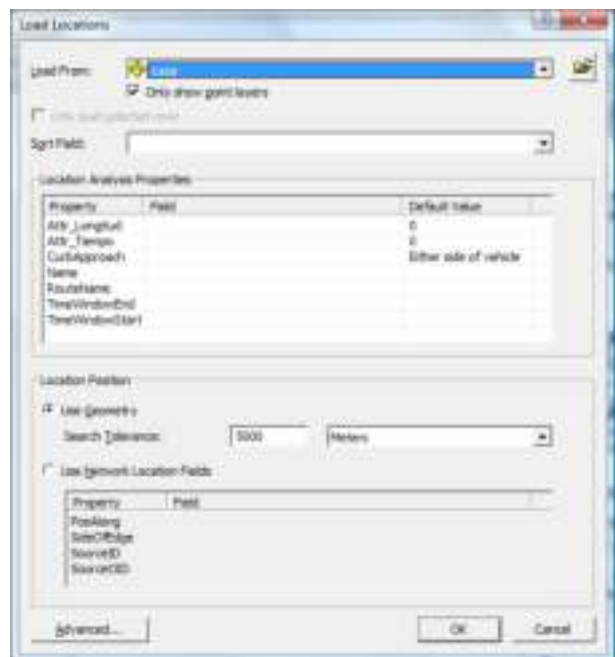 Load Locations
Load From:
Only show point layers
Sort Field:
Location Analysis Properties
Property Field Default Value
Attr_Longitud 0
Attr_Tiempo 0
CurbApproach Either side of vehicle
Name
RouteName
TimeWindowEnd
TimeWindowStart
Location Position
Use Geometry
Search Tolerance: 5000 Meters
Use Network Location Fields
Property Field
PosAlong
SideOfEdge
SourceID
SourceOID
Advanced...
OK Cancel